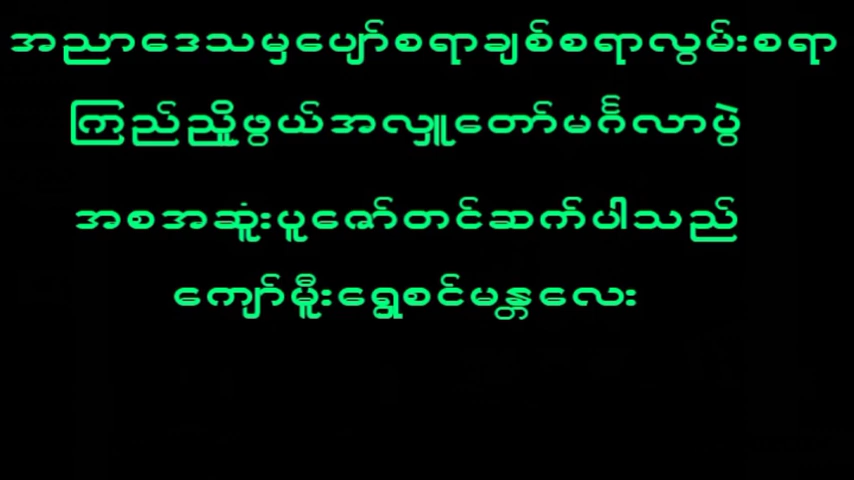 အညာဒေသမှပျော်စရာချစ်စရာလွမ်းစရာ
ကြည်ညှိုဖွယ်အလှူတော်မင်္ဂလာပွဲ
အစအဆူံးပူဇော်တင်ဆက်ပါသည်
ကျော်မှီးရွှေစင်မန္တလေး